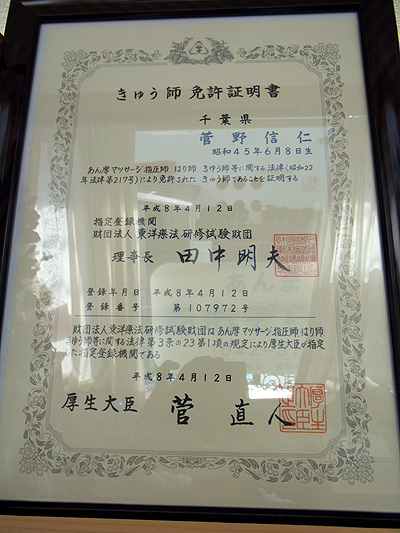 きゅう師 免許証明書
千葉県
菅野信仁
昭和45年6月8日生
あん摩マツサージ指圧師 はり師 きゆう師等に関する法律(昭和22
年法律第217号)により免許された きゆう師であることを証明する
平成8年4月12日
指定登録機関
財団法人 東洋療法研修試験財団
理事長 田中明夫
登録年月日 平成8年4月12日
登録番号 第107972号
財団法人東洋療法研修試験財団はあん摩マツサージ指圧師 はり師
きゆう師等に関する法律第3条の23第1項の規定により厚生大臣が指定
した指定登録機関である
平成8年4月12日
厚生大臣 菅 直人